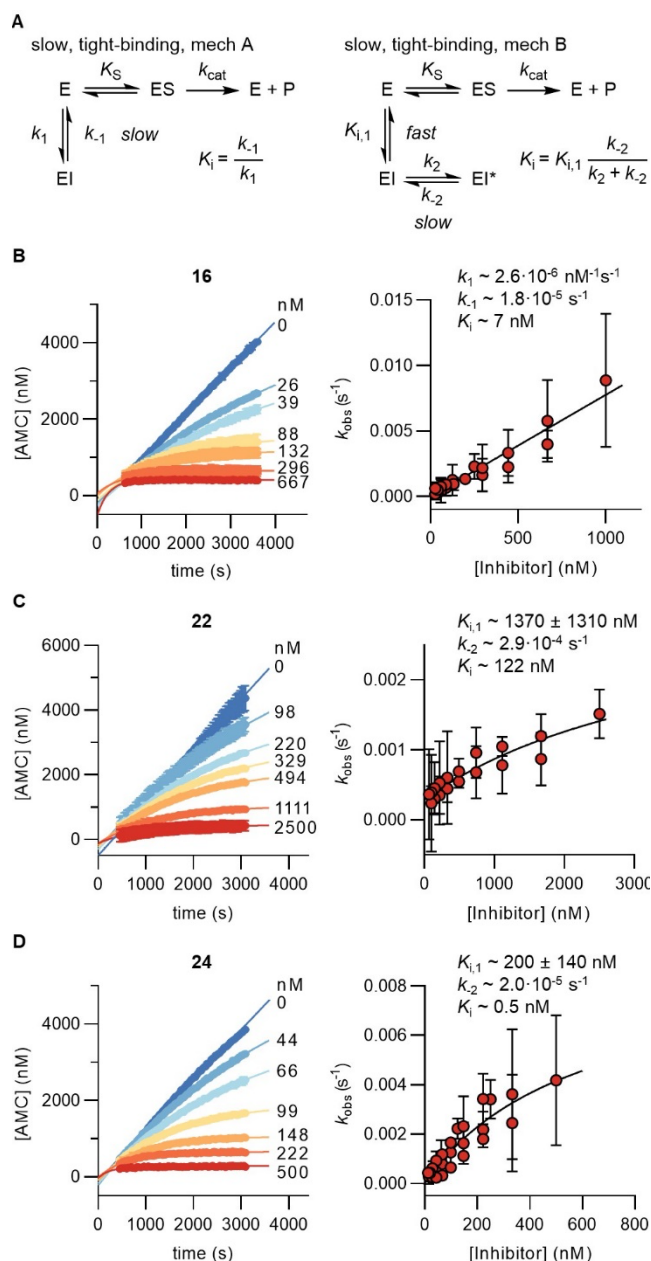 A
slow, tight-binding, mech A
E
K_S
ES
k_cat
E + P
k_1
k_-1
slow
K_i = k_-1 / k_1
EI
slow, tight-binding, mech B
E
K_S
ES
k_cat
E + P
K_i,1
fast
K_i = K_i,1 k_-2 / k_2 + k_-2
EI
k_2
k_-2
EI*
slow
B
16
nM
0
26
39
88
132
296
667
[AMC] (nM)
4000
2000
0
0 1000 2000 3000 4000
time (s)
k_1 ~ 2.6·10^-6 nM^-1s^-1
k_-1 ~ 1.8·10^-5 s^-1
K_i ~ 7 nM
k_obs (s^-1)
0.015
0.010
0.005
0.000
0 500 1000
[Inhibitor] (nM)
C
22
nM
0
98
220
329
494
1111
2500
[AMC] (nM)
6000
4000
2000
0
0 1000 2000 3000 4000
time (s)
K_i,1 ~ 1370 ± 1310 nM
k_-2 ~ 2.9·10^-4 s^-1
K_i ~ 122 nM
k_obs (s^-1)
0.002
0.001
0.000
0 1000 2000 3000
[Inhibitor] (nM)
D
24
nM
0
44
66
99
148
222
500
[AMC] (nM)
4000
2000
0
0 1000 2000 3000 4000
time (s)
K_i,1 ~ 200 ± 140 nM
k_-2 ~ 2.0·10^-5 s^-1
K_i ~ 0.5 nM
k_obs (s^-1)
0.008
0.006
0.004
0.002
0.000
0 200 400 600 800
[Inhibitor] (nM)